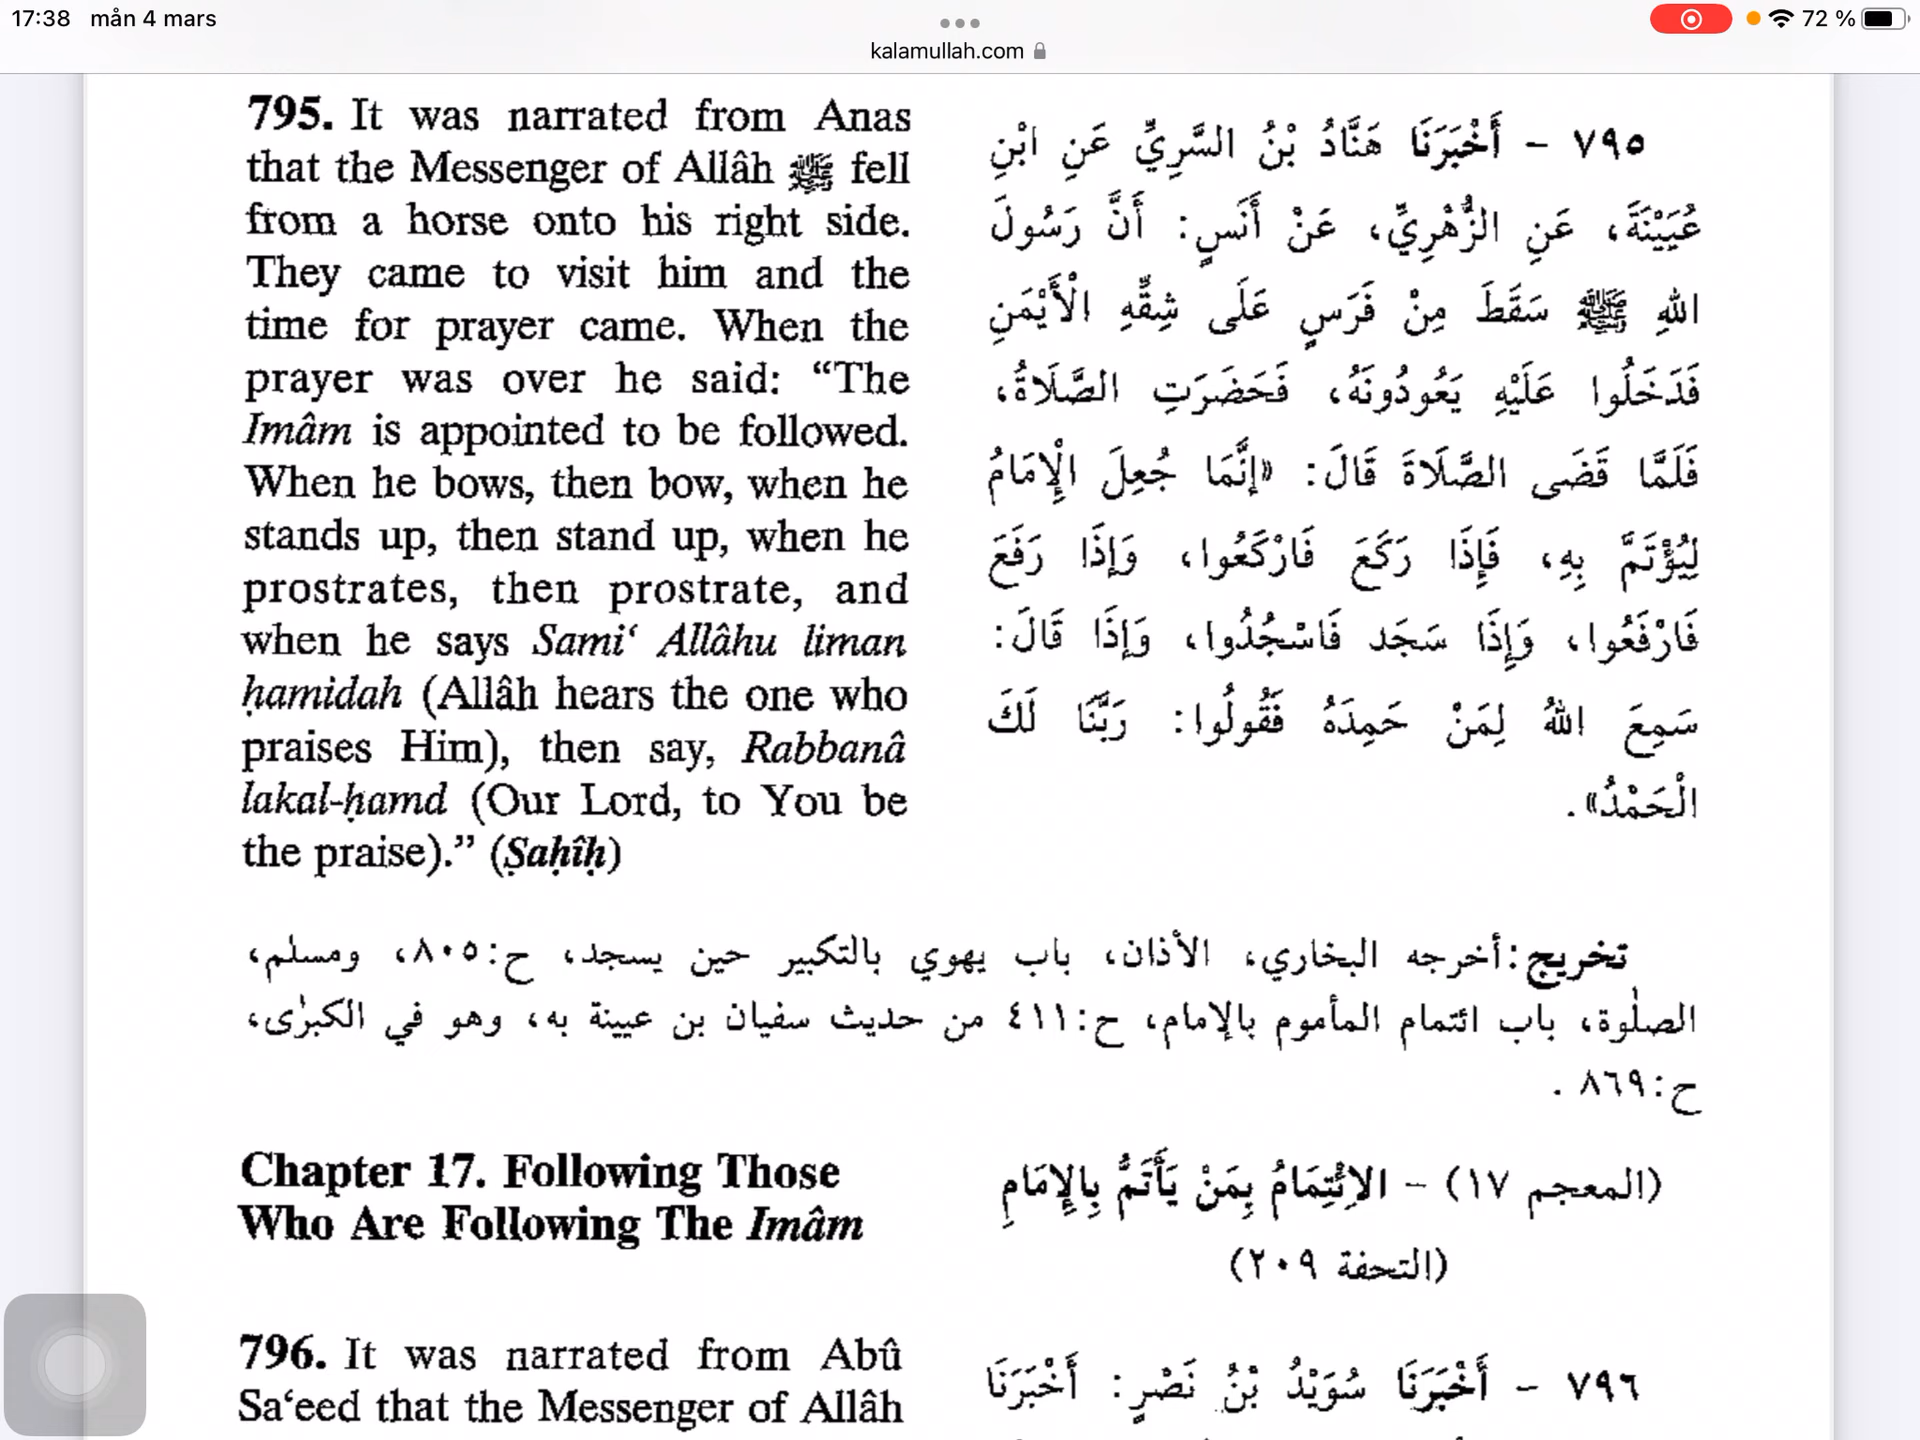 17:38 mån 4 mars
72 %
kalamullah.com
795. It was narrated from Anas
that the Messenger of Allâh ﷺ fell
from a horse onto his right side.
They came to visit him and the
time for prayer came. When the
prayer was over he said: “The
Imâm is appointed to be followed.
When he bows, then bow, when he
stands up, then stand up, when he
prostrates, then prostrate, and
when he says Sami‘ Allâhu liman
ḥamidah (Allâh hears the one who
praises Him), then say, Rabbanâ
lakal-ḥamd (Our Lord, to You be
the praise).” (Ṣaḥîḥ)
٧٩٥ - أَخْبَرَنَا هَنَّادُ بْنُ السَّرِيِّ عَنِ ابْنِ
عُيَيْنَةَ، عَنِ الزُّهْرِيِّ، عَنْ أَنَسٍ: أَنَّ رَسُولَ
اللهِ ﷺ سَقَطَ مِنْ فَرَسٍ عَلَى شِقِّهِ الْأَيْمَنِ
فَدَخَلُوا عَلَيْهِ يَعُودُونَهُ، فَحَضَرَتِ الصَّلَاةُ،
فَلَمَّا قَضَى الصَّلَاةَ قَالَ: «إِنَّمَا جُعِلَ الْإِمَامُ
لِيُؤْتَمَّ بِهِ، فَإِذَا رَكَعَ فَارْكَعُوا، وَإِذَا رَفَعَ
فَارْفَعُوا، وَإِذَا سَجَد فَاسْجُدُوا، وَإِذَا قَالَ:
سَمِعَ اللهُ لِمَنْ حَمِدَهُ فَقُولُوا: رَبَّنَا لَكَ
الْحَمْدُ».
تخريج: أخرجه البخاري، الأذان، باب يهوي بالتكبير حين يسجد، ح:٨٠٥، ومسلم،
الصلٰوة، باب ائتمام المأموم بالإمام، ح:٤١١ من حديث سفيان بن عيينة به، وهو في الكبرٰى،
ح:٨٦٩ .
Chapter 17. Following Those
Who Are Following The Imâm
(المعجم ١٧) - الاِئْتِمَامُ بِمَنْ يَأْتَمُّ بِالإِمَامِ
(التحفة ٢٠٩)
796. It was narrated from Abû
Sa‘eed that the Messenger of Allâh
٧٩٦ - أَخْبَرَنَا سُوَيْدُ بْنُ نَصْرٍ: أَخْبَرَنَا